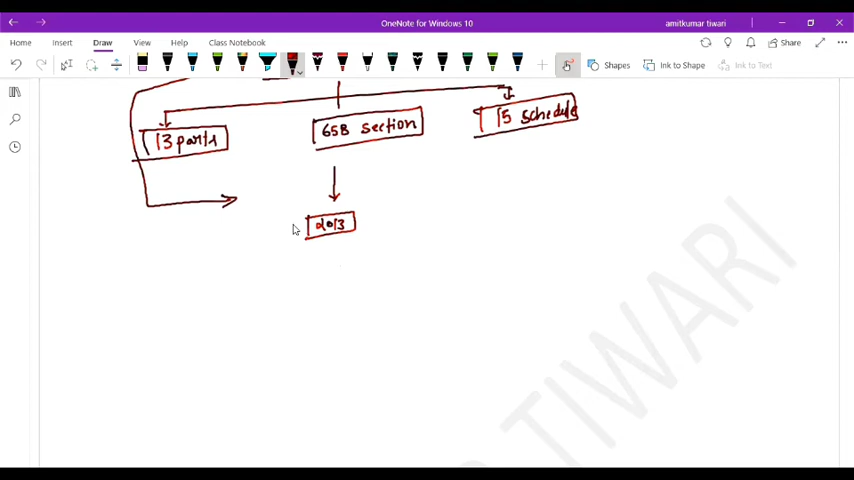 OneNote for Windows 10
amitkumar tiwari
Home Insert Draw View Help Class Notebook
Share
Shapes
Ink to Shape
Ink to Text
13 parts
658 section
15 schedule
2013
TIWARI